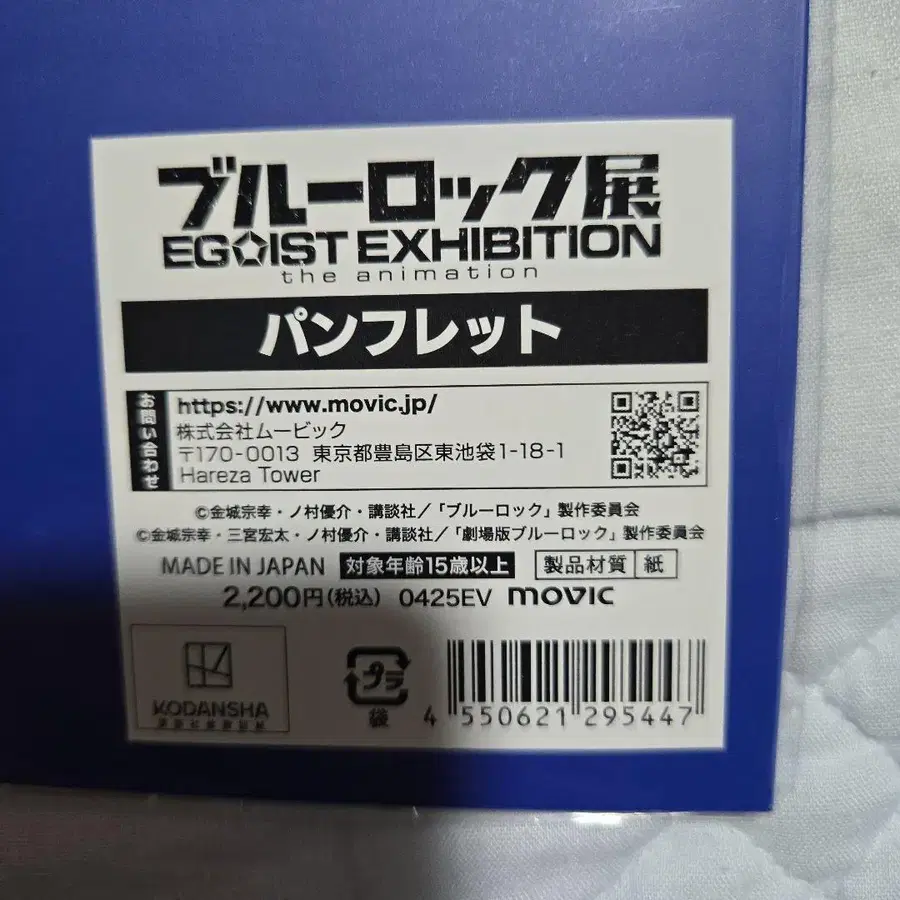 ブルーロック展
EGOIST EXHIBITION
the animation
パンフレット
お問い合わせ
https://www.movic.jp/
株式会社ムービック
〒170-0013 東京都豊島区東池袋1-18-1
Hareza Tower
©金城宗幸・ノ村優介・講談社／「ブルーロック」製作委員会
©金城宗幸・三宮宏太・ノ村優介・講談社／「劇場版ブルーロック」製作委員会
MADE IN JAPAN 対象年齢15歳以上 製品材質 紙
2,200円(税込) 0425EV movic
KODANSHA
プラ
袋
4 550621 295447